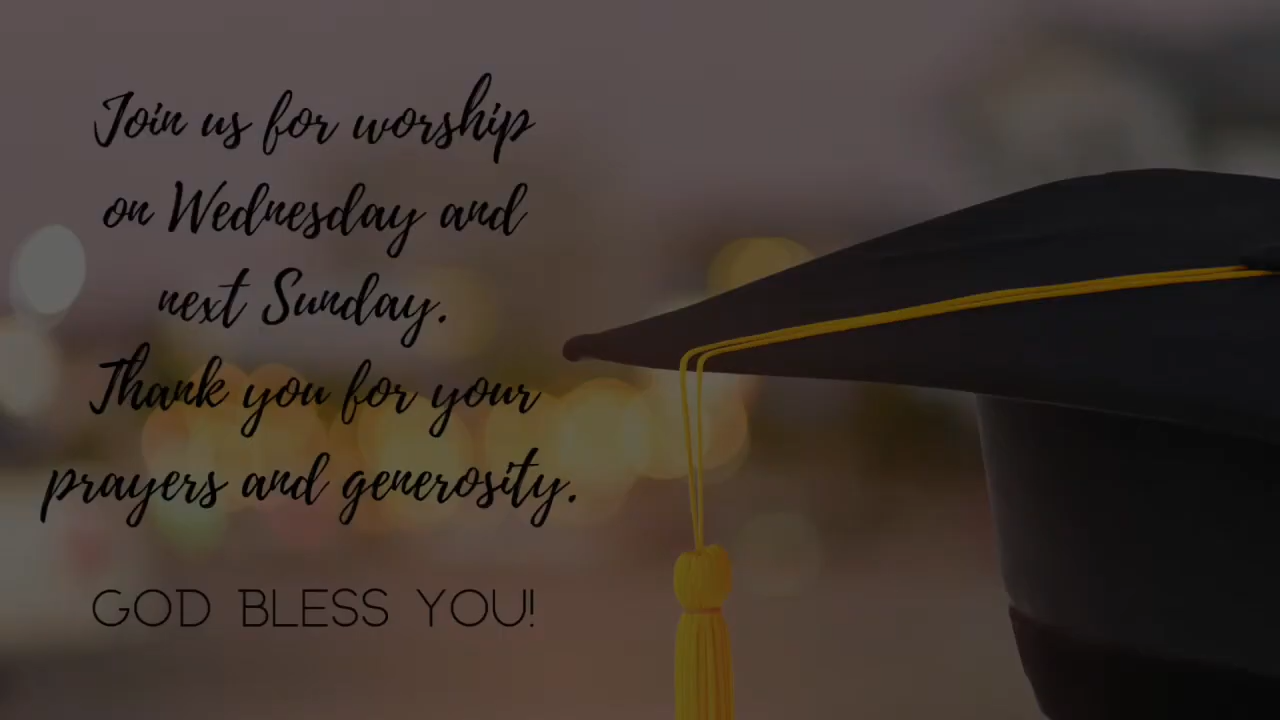 Join us for worship
on Wednesday and
next Sunday.
Thank you for your
prayers and generosity.
GOD BLESS YOU!